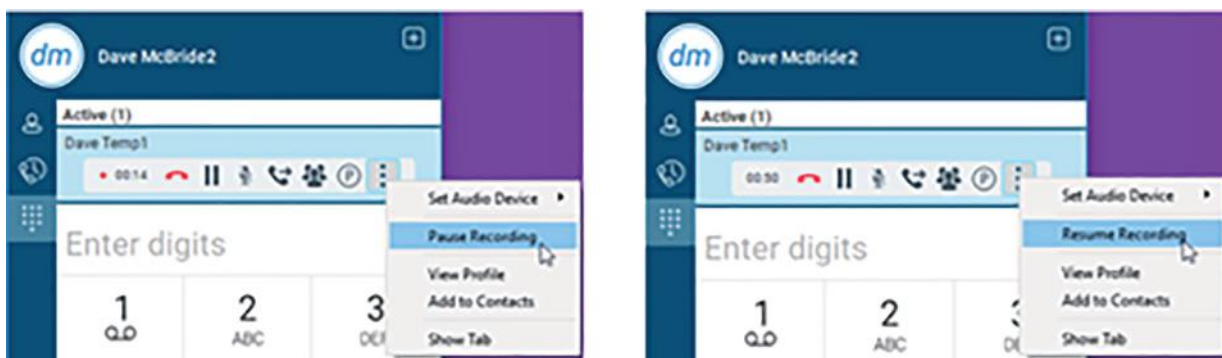 dm Dave McBride2
Active (1)
Dave Temp1
00:14 P
Set Audio Device
Pause Recording
Enter digits
View Profile
1 2 3
Add to Contacts
ABC DEF
Show Tab
dm Dave McBride2
Active (1)
Dave Temp1
00:30 P
Set Audio Device
Resume Recording
Enter digits
View Profile
1 2
Add to Contacts
ABC
Show Tab